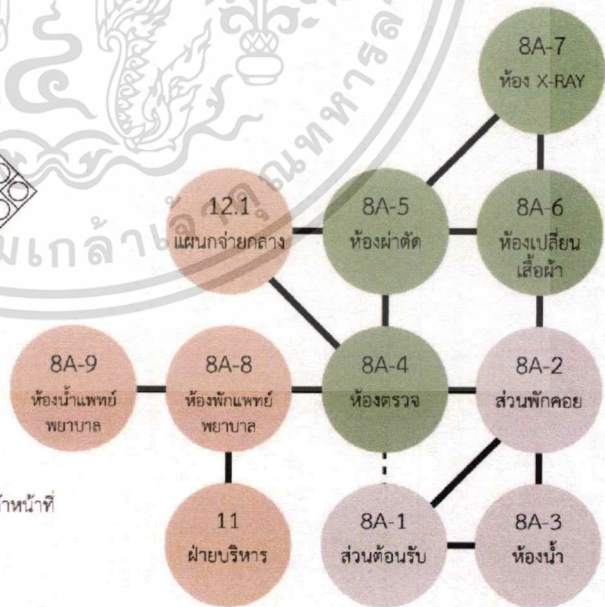 8A-7
ห้อง X-RAY
12.1
แผนกจ่ายกลาง
8A-5
ห้องผ่าตัด
8A-6
ห้องเปลี่ยน
เสื้อผ้า
8A-9
ห้องน้ำแพทย์
พยาบาล
8A-8
ห้องพักแพทย์
พยาบาล
8A-4
ห้องตรวจ
8A-2
ส่วนพักคอย
11
ฝ่ายบริหาร
8A-1
ส่วนต้อนรับ
8A-3
ห้องน้ำ